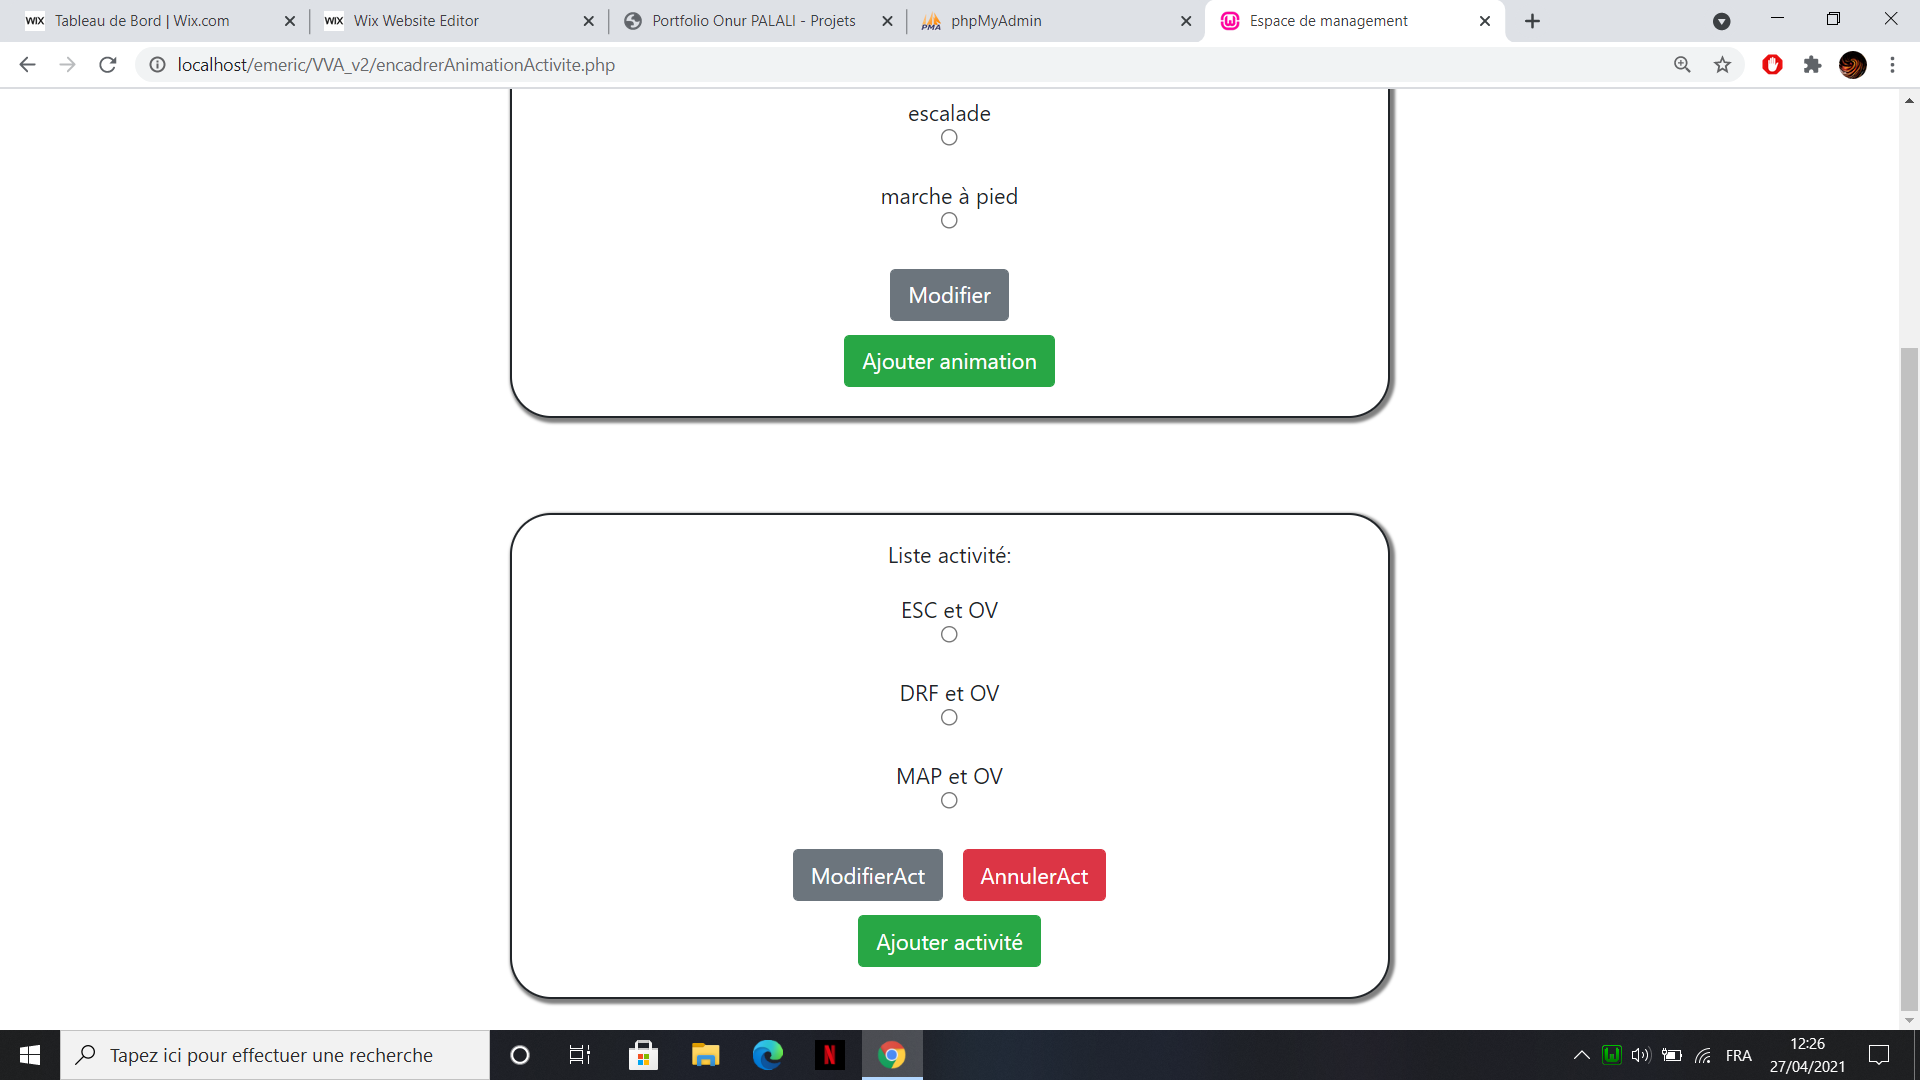 WIX Tableau de Bord | Wix.com
WIX Wix Website Editor
Portfolio Onur PALALI - Projets
PMA phpMyAdmin
Espace de management
localhost/emeric/VVA_v2/encadrerAnimationActivite.php
escalade
marche à pied
Modifier
Ajouter animation
Liste activité:
ESC et OV
DRF et OV
MAP et OV
ModifierAct AnnulerAct
Ajouter activité
Tapez ici pour effectuer une recherche
N
FRA
12:26
27/04/2021